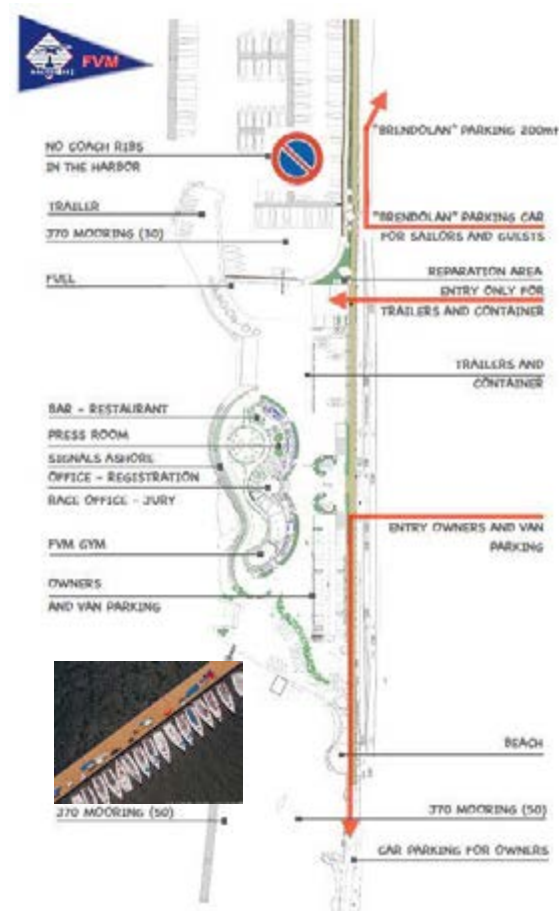 FVM
NO COACH RIBS
IN THE HARBOR
TRAILER
J70 MOORING (30)
FUEL
BAR - RESTAURANT
PRESS ROOM
SIGNALS ASHORE
OFFICE - REGISTRATION
RACE OFFICE - JURY
FVM GYM
OWNERS
AND VAN PARKING
J70 MOORING (50)
"BRENDOLAN" PARKING 200mt
"BRENDOLAN" PARKING CAR
FOR SAILORS AND GUESTS
REPARATION AREA
ENTRY ONLY FOR
TRAILERS AND CONTAINER
TRAILERS AND
CONTAINER
ENTRY OWNERS AND VAN
PARKING
BEACH
J70 MOORING (50)
CAR PARKING FOR OWNERS